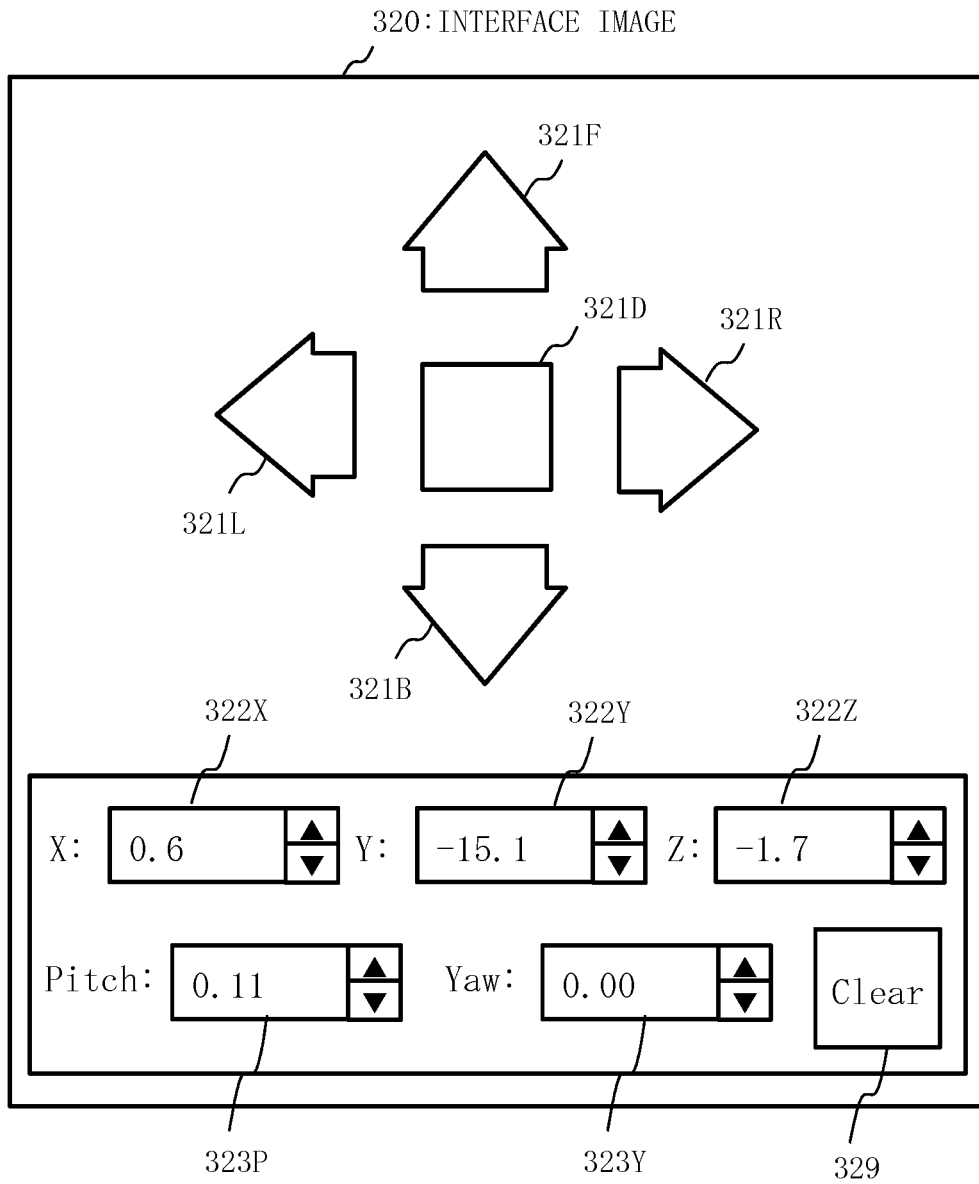 320:INTERFACE IMAGE
321F
321D
321R
321L
321B
322X 322Y 322Z
X: 0.6 Y: -15.1 Z: -1.7
Pitch: 0.11 Yaw: 0.00 Clear
323P 323Y 329